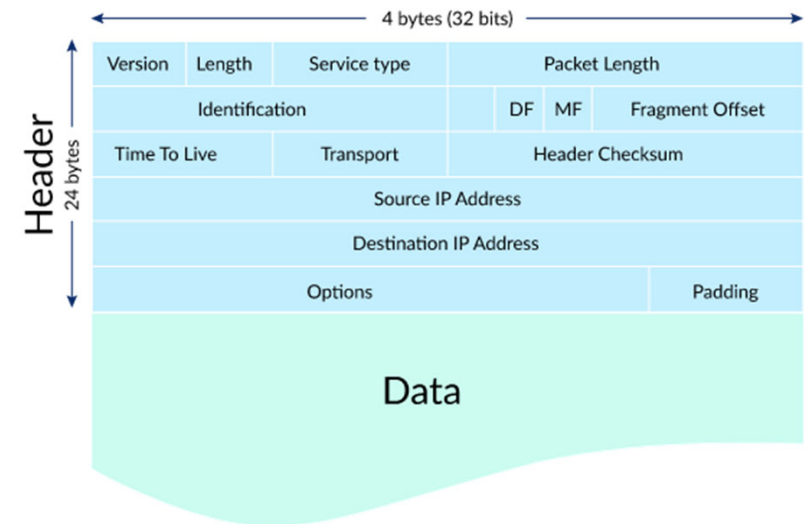 4 bytes (32 bits)
Header
24 bytes
Version Length Service type Packet Length
Identification DF MF Fragment Offset
Time To Live Transport Header Checksum
Source IP Address
Destination IP Address
Options Padding
Data